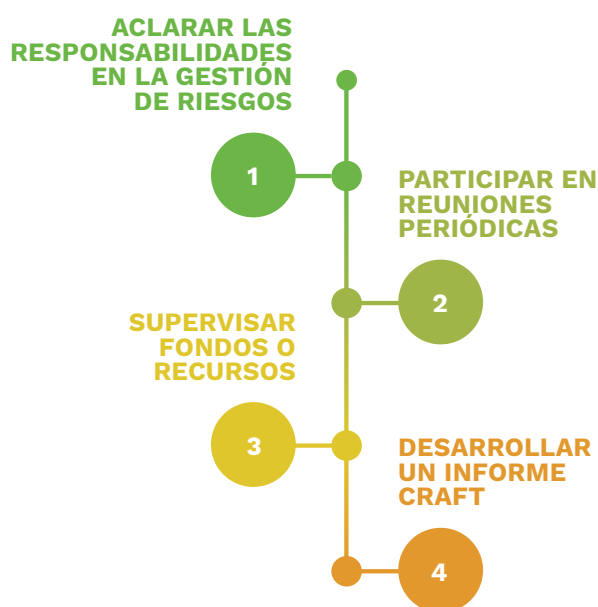 ACLARAR LAS
RESPONSABILIDADES
EN LA GESTIÓN
DE RIESGOS
1
PARTICIPAR EN
REUNIONES
PERIÓDICAS
2
SUPERVISAR
FONDOS O
RECURSOS
3
DESARROLLAR
UN INFORME
CRAFT
4